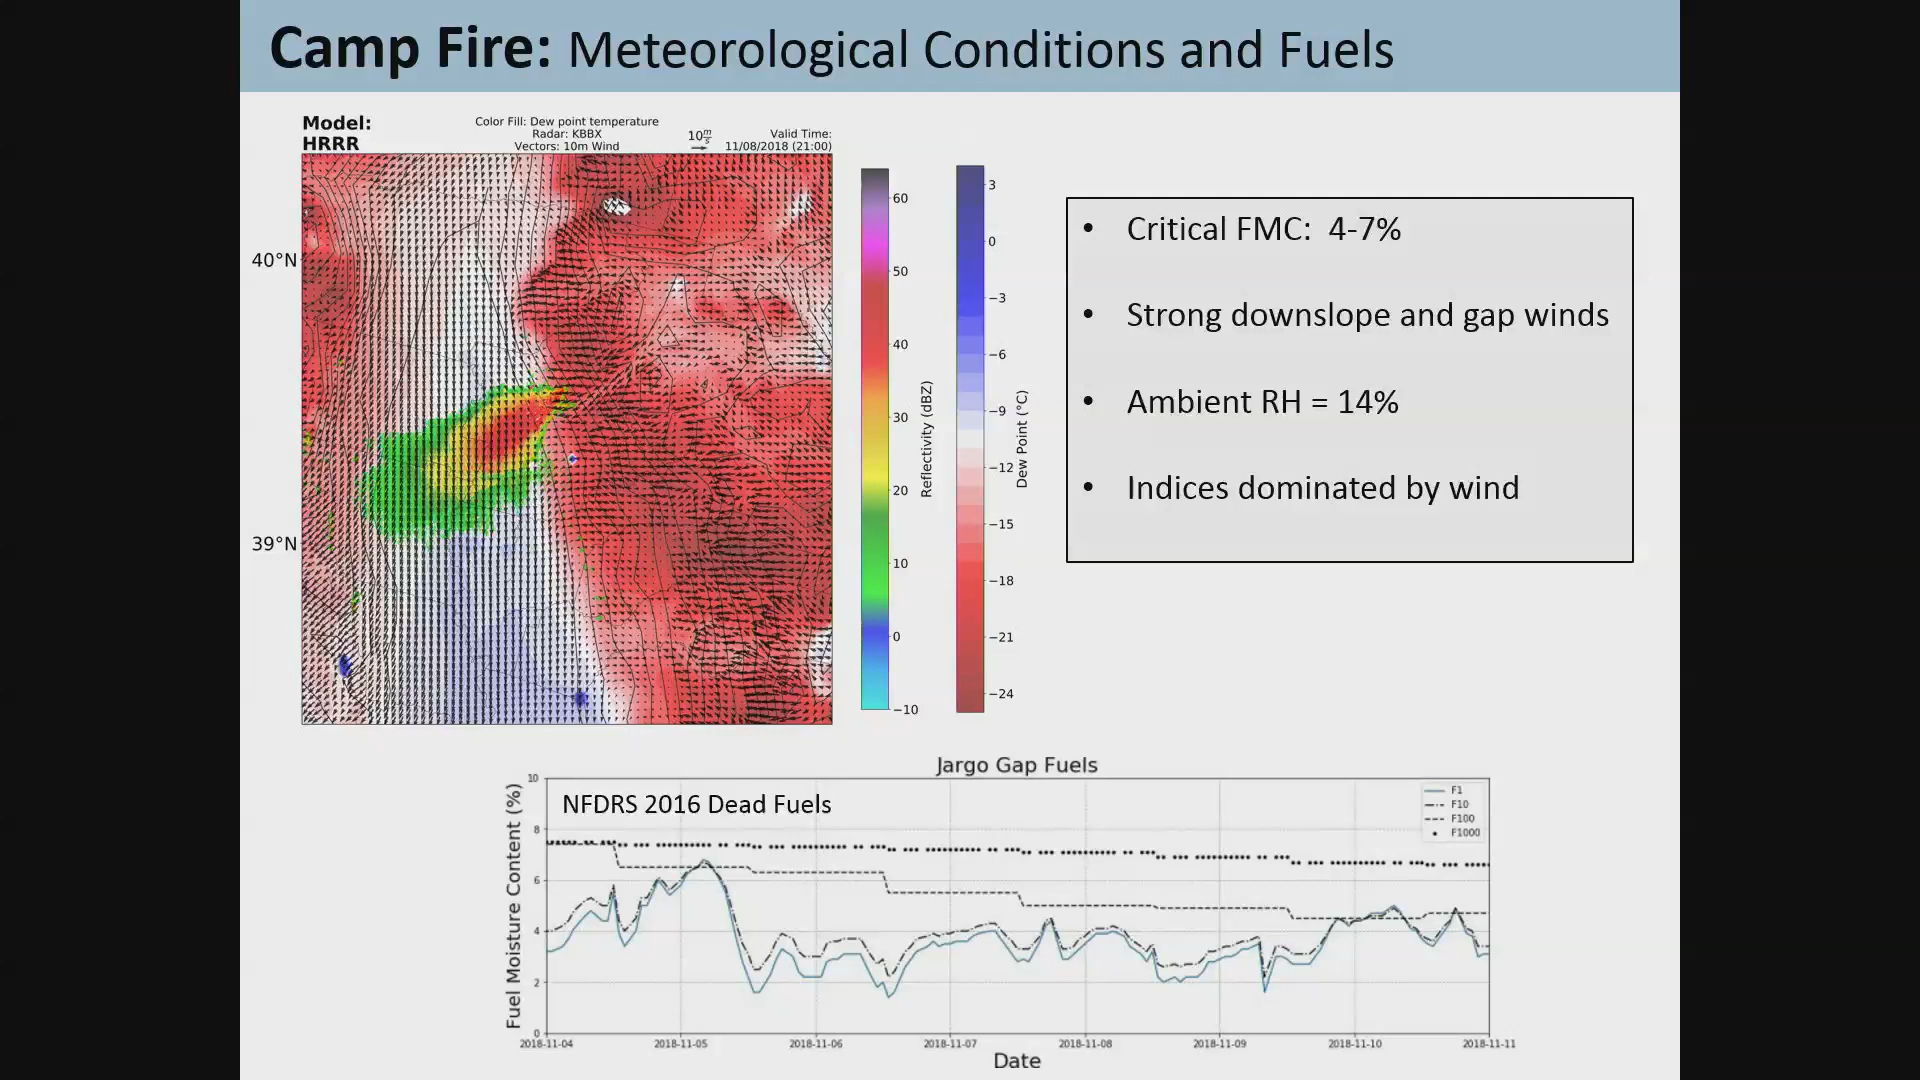 Camp Fire: Meteorological Conditions and Fuels
Model:
HRRR
Color Fill: Dew point temperature
Radar: KBBX
Vectors: 10m Wind
10 m/s
Valid Time:
11/08/2018 (21:00)
40°N
39°N
60
50
40
30
20
10
0
−10
Reflectivity (dBZ)
3
0
−3
−6
−9
−12
−15
−18
−21
−24
Dew Point (°C)
• Critical FMC: 4-7%
• Strong downslope and gap winds
• Ambient RH = 14%
• Indices dominated by wind
Jargo Gap Fuels
NFDRS 2016 Dead Fuels
F1
F10
F100
F1000
Fuel Moisture Content (%)
10
8
6
4
2
0
2018-11-04
2018-11-05
2018-11-06
2018-11-07
2018-11-08
2018-11-09
2018-11-10
2018-11-11
Date